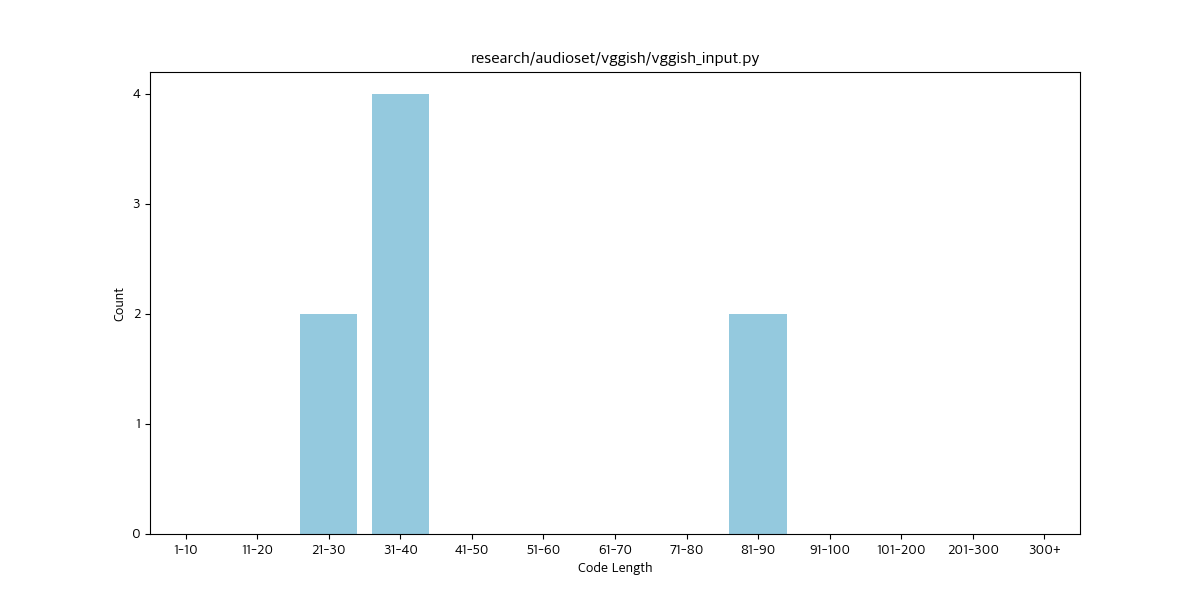 research/audioset/vggish/vggish_input.py
4
3
2
1
0
Count
1-10 11-20 21-30 31-40 41-50 51-60 61-70 71-80 81-90 91-100 101-200 201-300 300+
Code Length